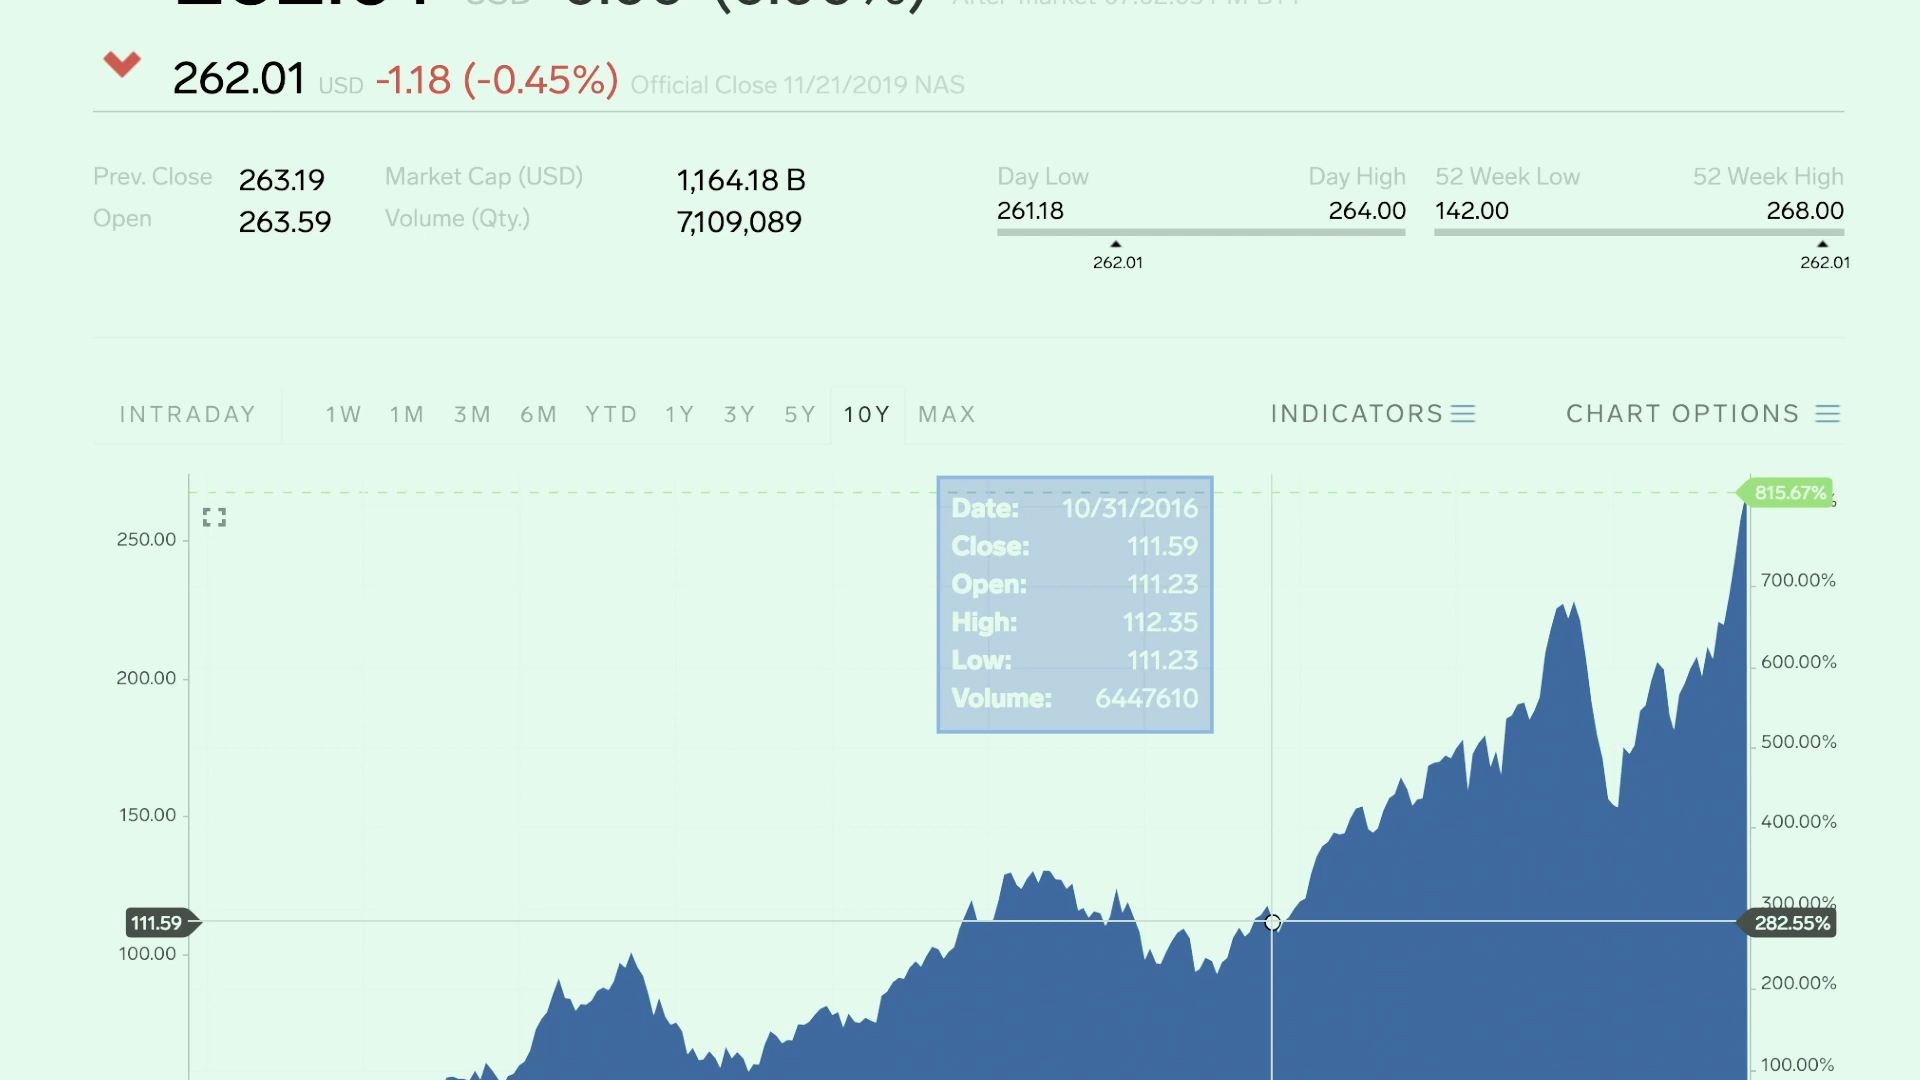 USD
262.01 USD -1.18 (-0.45%) Official Close 11/21/2019 NAS
Prev. Close 263.19 Market Cap (USD) 1,164.18 B Day Low Day High 52 Week Low 52 Week High
Open 263.59 Volume (Qty.) 7,109,089 261.18 264.00 142.00 268.00
262.01 262.01
INTRADAY 1W 1M 3M 6M YTD 1Y 3Y 5Y 10Y MAX INDICATORS CHART OPTIONS
815.67%
Date: 10/31/2016
250.00
Close: 111.59
Open: 111.23
700.00%
High: 112.35
Low: 111.23
600.00%
200.00
Volume: 6447610
500.00%
150.00
400.00%
300.00%
111.59
282.55%
100.00
200.00%
100.00%